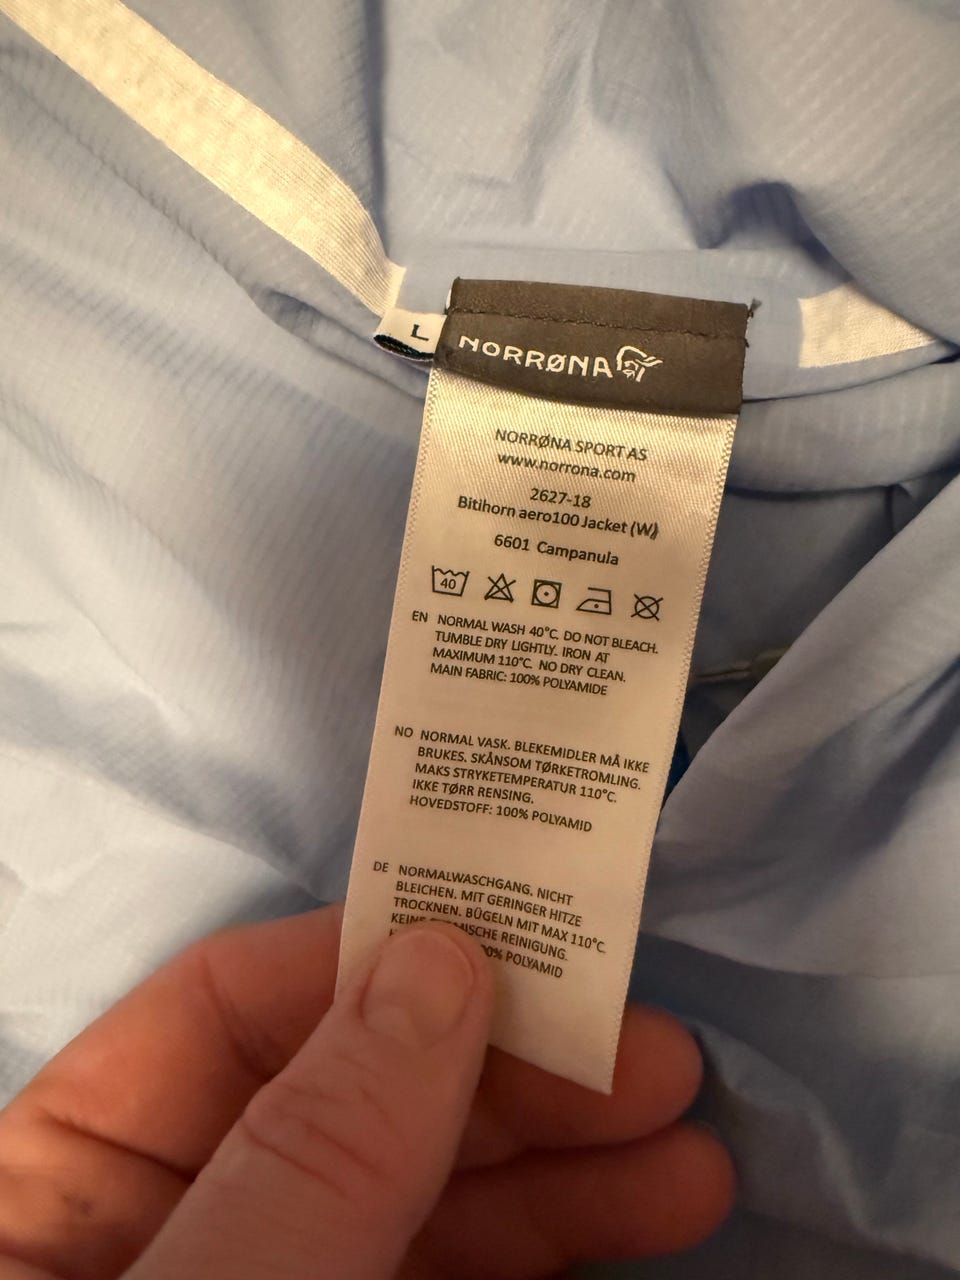 L
NORRØNA
NORRØNA SPORT AS
www.norrona.com
2627-18
Bitihorn aero100 Jacket (W)
6601 Campanula
40
EN NORMAL WASH 40°C. DO NOT BLEACH.
TUMBLE DRY LIGHTLY. IRON AT
MAXIMUM 110°C. NO DRY CLEAN.
MAIN FABRIC: 100% POLYAMIDE
NO NORMAL VASK. BLEKEMIDLER MÅ IKKE
BRUKES. SKÅNSOM TØRKETROMLING.
MAKS STRYKETEMPERATUR 110°C.
IKKE TØRR RENSING.
HOVEDSTOFF: 100% POLYAMID
DE NORMALWASCHGANG. NICHT
BLEICHEN. MIT GERINGER HITZE
TROCKNEN. BÜGELN MIT MAX 110°C.
REINIGUNG.
POLYAMID